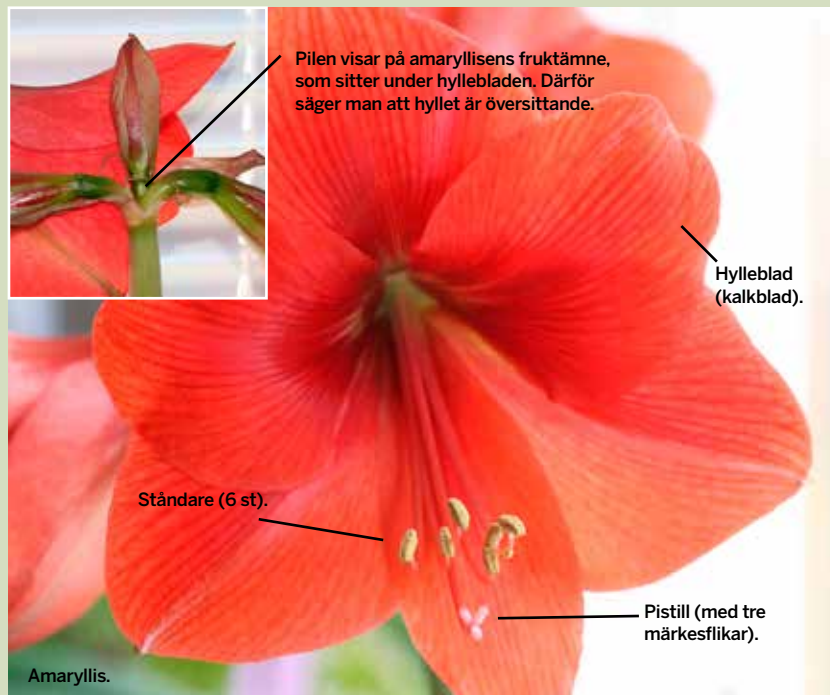 Pilen visar på amaryllisens fruktämne,
som sitter under hyllebladen. Därför
säger man att hyllet är översittande.
Hylleblad
(kalkblad).
Ståndare (6 st).
Pistill (med tre
märkesflikar).
Amaryllis.